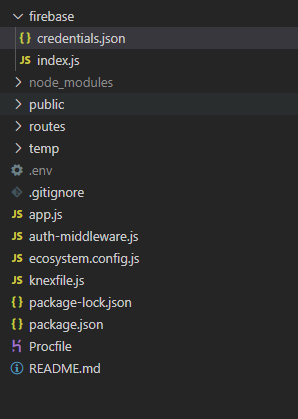 firebase
{ } credentials.json
JS index.js
node_modules
public
routes
temp
.env
.gitignore
JS app.js
JS auth-middleware.js
JS ecosystem.config.js
JS knexfile.js
{ } package-lock.json
{ } package.json
Procfile
README.md